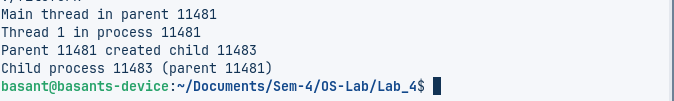 Main thread in parent 11481
Thread 1 in process 11481
Parent 11481 created child 11483
Child process 11483 (parent 11481)
basant@basants-device:~/Documents/Sem-4/OS-Lab/Lab_4$